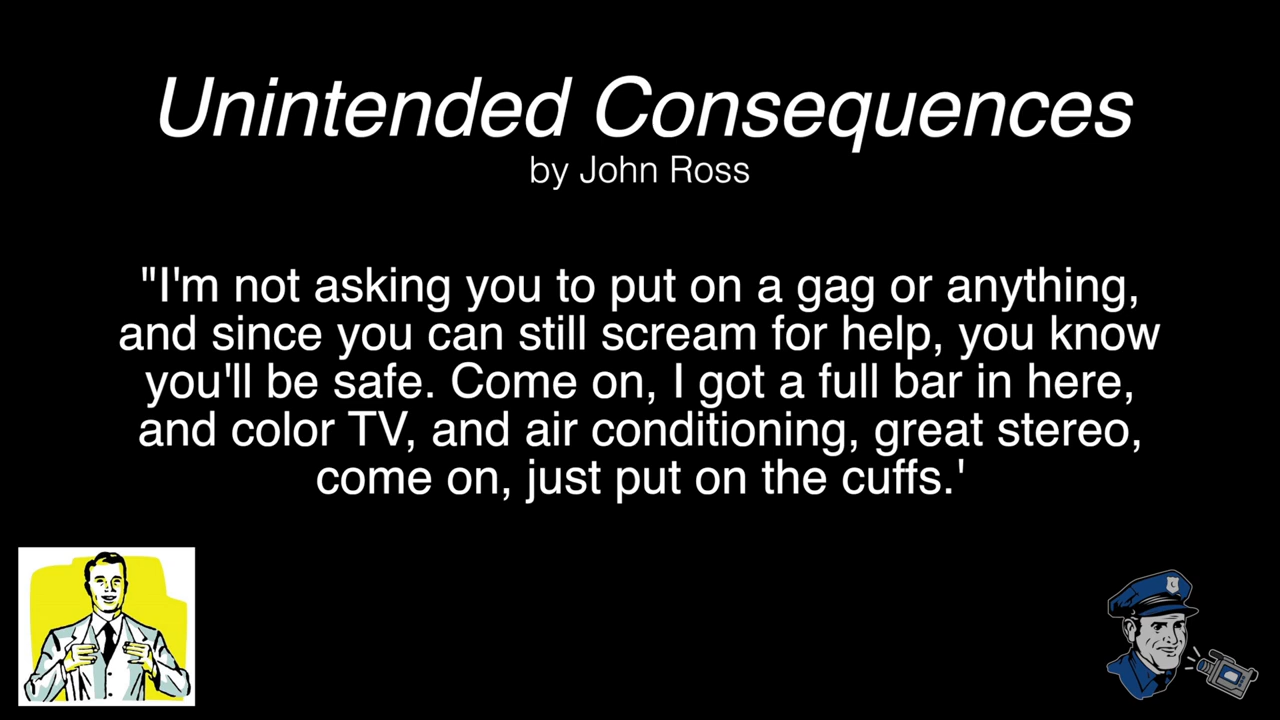 Unintended Consequences
by John Ross
"I'm not asking you to put on a gag or anything,
and since you can still scream for help, you know
you'll be safe. Come on, I got a full bar in here,
and color TV, and air conditioning, great stereo,
come on, just put on the cuffs.'